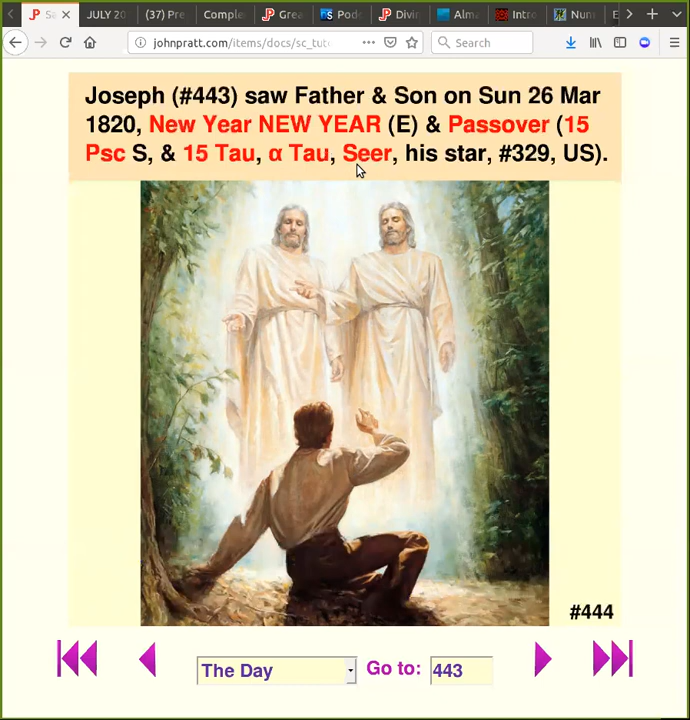 S JULY 20 (37) Pre Comple Grea Pods Divin Alma Intro Nun E
johnpratt.com/items/docs/sc_tut Search
Joseph (#443) saw Father & Son on Sun 26 Mar
1820, New Year NEW YEAR (E) & Passover (15
Psc S, & 15 Tau, α Tau, Seer, his star, #329, US).
#444
The Day Go to: 443